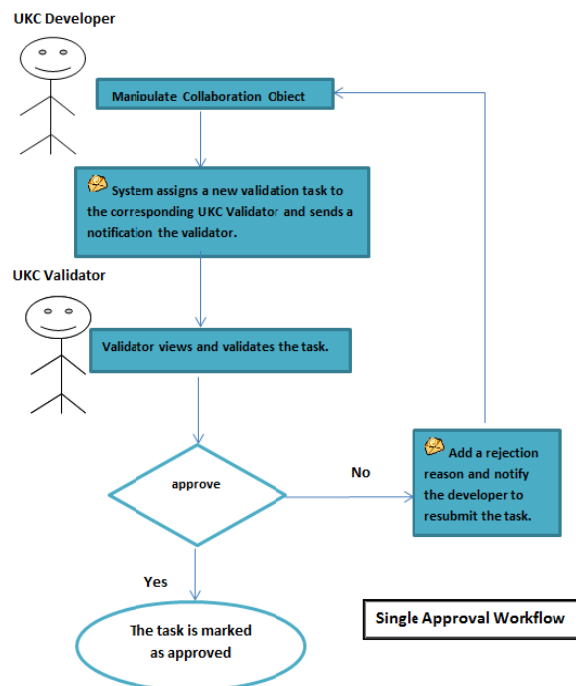 UKC Developer
Manipulate Collaboration Object
System assigns a new validation task to
the corresponding UKC Validator and sends a
notification the validator.
UKC Validator
Validator views and validates the task.
approve
No
Add a rejection
reason and notify
the developer to
resubmit the task.
Yes
The task is marked
as approved
Single Approval Workflow